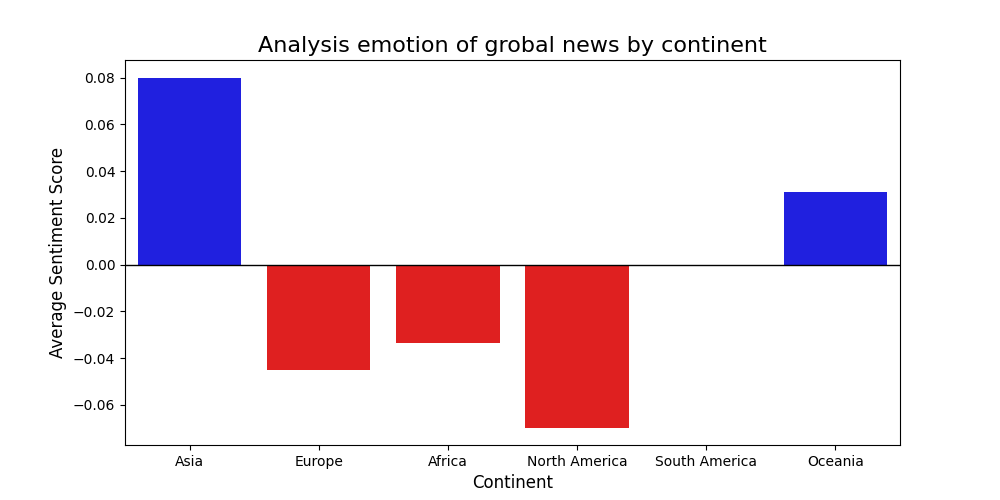 Analysis emotion of grobal news by continent
Average Sentiment Score
0.08
0.06
0.04
0.02
0.00
−0.02
−0.04
−0.06
Asia Europe Africa North America South America Oceania
Continent